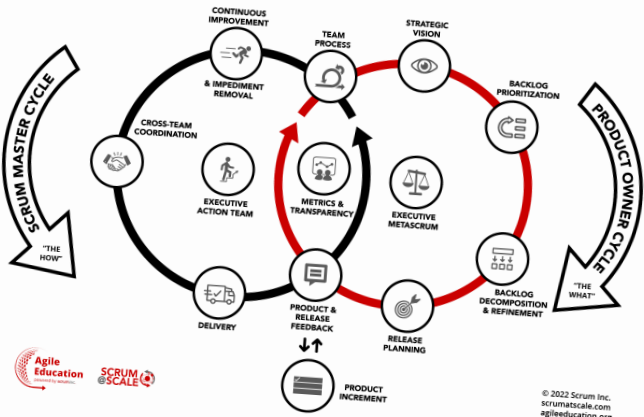 CONTINUOUS
IMPROVEMENT
& IMPEDIMENT
REMOVAL
TEAM
PROCESS
STRATEGIC
VISION
BACKLOG
PRIORITIZATION
CROSS-TEAM
COORDINATION
SCRUM MASTER CYCLE
"THE
HOW"
PRODUCT OWNER CYCLE
"THE
WHAT"
EXECUTIVE
ACTION TEAM
METRICS &
TRANSPARENCY
EXECUTIVE
METASCRUM
DELIVERY
PRODUCT &
RELEASE
FEEDBACK
RELEASE
PLANNING
BACKLOG
DECOMPOSITION
& REFINEMENT
PRODUCT
INCREMENT
Agile
Education
SCRUM
@SCALE
© 2022 Scrum Inc.
scrumatscale.com
agileeducation.org